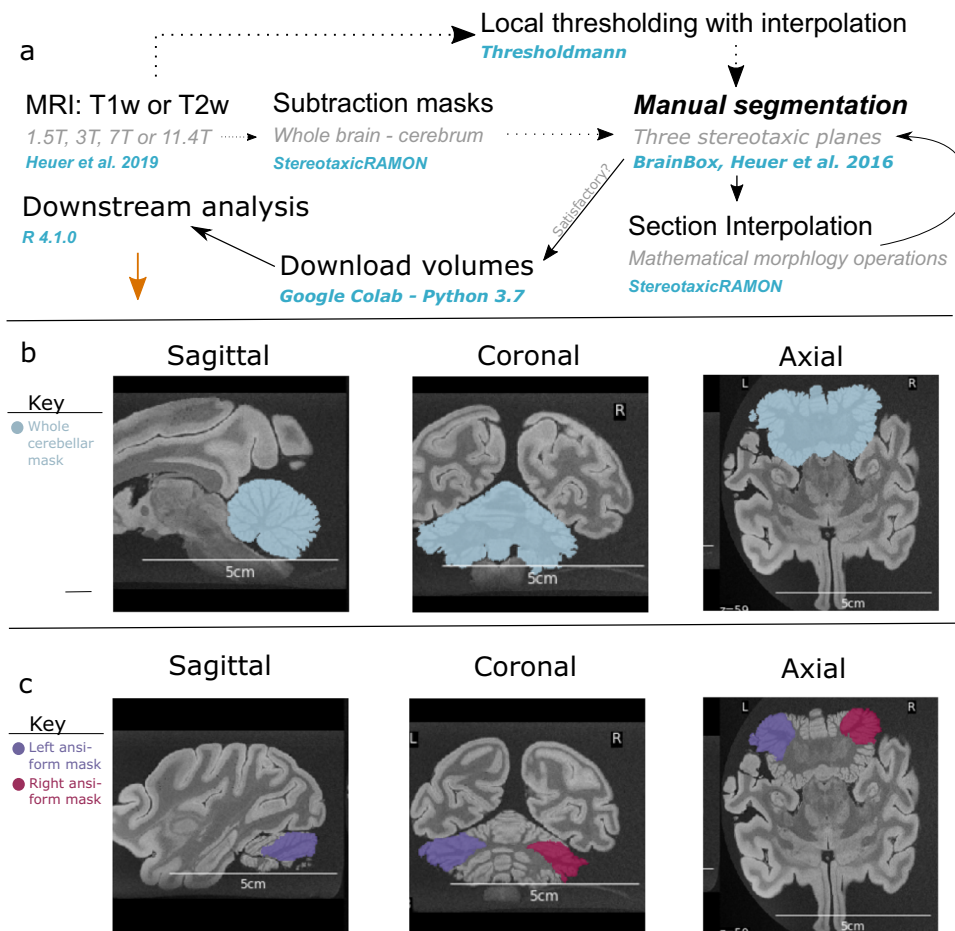 a
Local thresholding with interpolation
Thresholdmann
MRI: T1w or T2w
1.5T, 3T, 7T or 11.4T
Heuer et al. 2019
Subtraction masks
Whole brain - cerebrum
StereotaxicRAMON
Manual segmentation
Three stereotaxic planes
BrainBox, Heuer et al. 2016
Satisfactory?
Section Interpolation
Mathematical morphlogy operations
StereotaxicRAMON
Download volumes
Google Colab - Python 3.7
Downstream analysis
R 4.1.0
b
Sagittal
Coronal
Axial
Key
Whole
cerebellar
mask
5cm
R
5cm
L
R
5cm
z=59
c
Sagittal
Coronal
Axial
Key
Left ansi-
form mask
Right ansi-
form mask
5cm
L
R
5cm
L
R
5cm